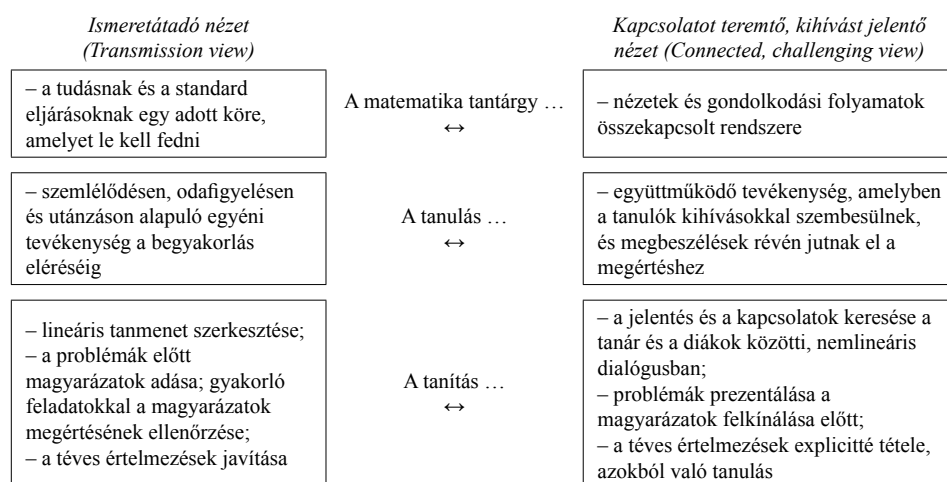 Ismeretátadó nézet
(Transmission view)
Kapcsolatot teremtő, kihívást jelentő
nézet (Connected, challenging view)
– a tudásnak és a standard
eljárásoknak egy adott köre,
amelyet le kell fedni
A matematika tantárgy …
↔
– nézetek és gondolkodási folyamatok
összekapcsolt rendszere
– szemlélődésen, odafigyelésen
és utánzáson alapuló egyéni
tevékenység a begyakorlás
eléréséig
A tanulás …
↔
– együttműködő tevékenység, amelyben
a tanulók kihívásokkal szembesülnek,
és megbeszélések révén jutnak el a
megértéshez
– lineáris tanmenet szerkesztése;
– a problémák előtt
magyarázatok adása; gyakorló
feladatokkal a magyarázatok
megértésének ellenőrzése;
– a téves értelmezések javítása
A tanítás …
↔
– a jelentés és a kapcsolatok keresése a
tanár és a diákok közötti, nemlineáris
dialógusban;
– problémák prezentálása a
magyarázatok felkínálása előtt;
– a téves értelmezések explicitté tétele,
azokból való tanulás